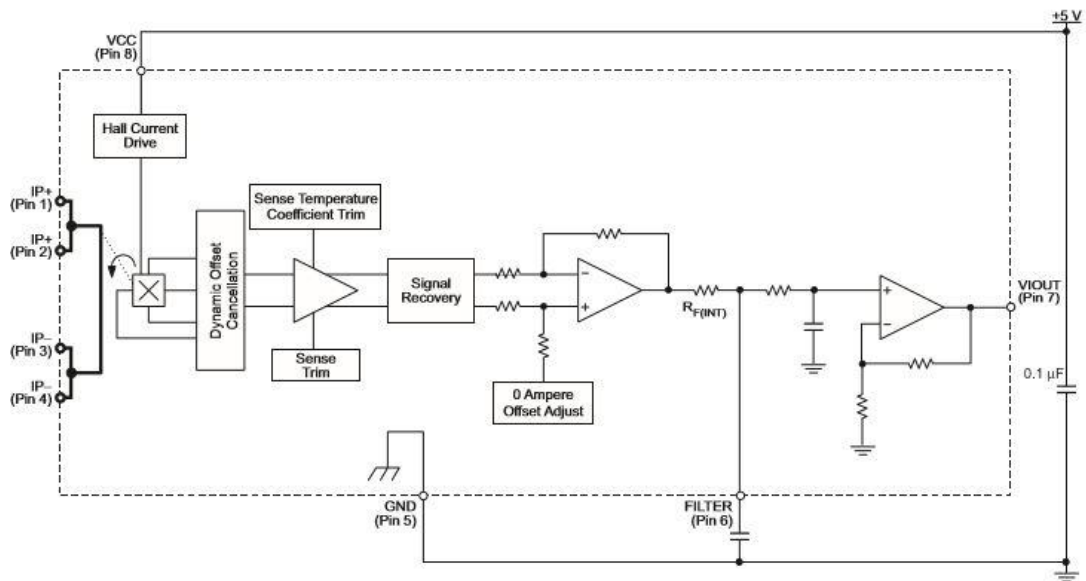 +5 V
VCC
(Pin 8)
Hall Current
Drive
IP+
(Pin 1)
IP+
(Pin 2)
IP−
(Pin 3)
IP−
(Pin 4)
Dynamic Offset
Cancellation
Sense Temperature
Coefficient Trim
Sense
Trim
Signal
Recovery
0 Ampere
Offset Adjust
−
+
RF(INT)
+
−
VIOUT
(Pin 7)
0.1 µF
GND
(Pin 5)
FILTER
(Pin 6)